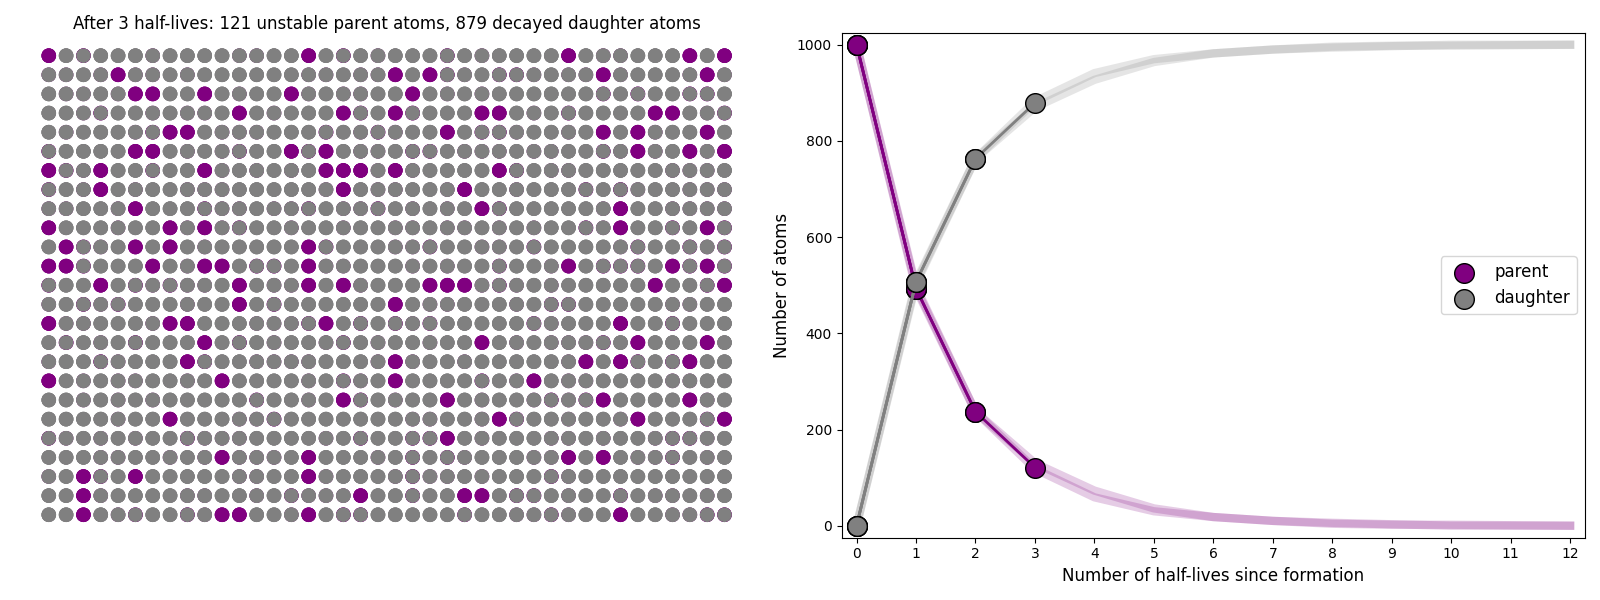 After 3 half-lives: 121 unstable parent atoms, 879 decayed daughter atoms
1000
800
600
400
200
0
Number of atoms
0 1 2 3 4 5 6 7 8 9 10 11 12
Number of half-lives since formation
parent
daughter